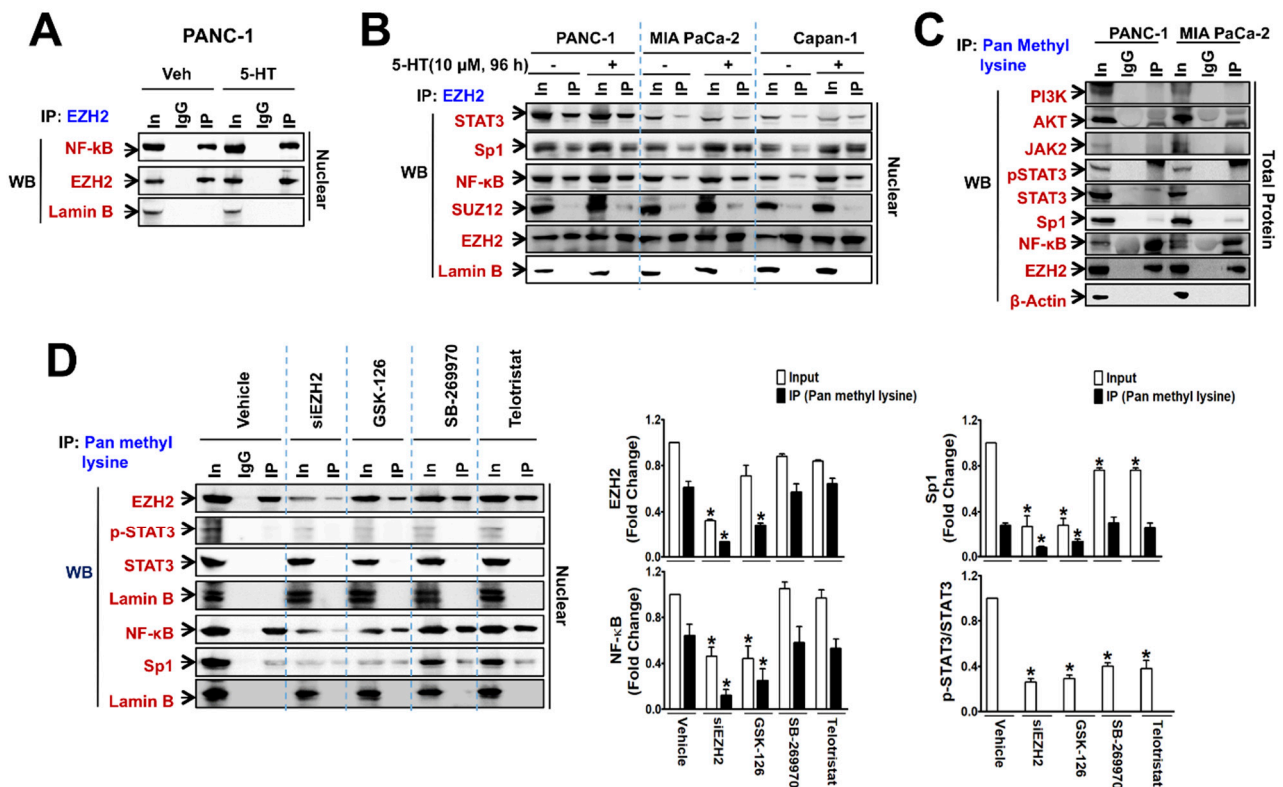 A
PANC-1
Veh 5-HT
IP: EZH2
In IgG IP In IgG IP
WB
NF-kB
EZH2
Lamin B
Nuclear
B
PANC-1 MIA PaCa-2 Capan-1
5-HT(10 μM, 96 h) - + - + - +
IP: EZH2
In IP In IP In IP In IP In IP In IP
WB
STAT3
Sp1
NF-κB
SUZ12
EZH2
Lamin B
Nuclear
C
IP: Pan Methyl
lysine
PANC-1 MIA PaCa-2
In IgG IP In IgG IP
WB
PI3K
AKT
JAK2
pSTAT3
STAT3
Sp1
NF-κB
EZH2
β-Actin
Total Protein
D
Vehicle siEZH2 GSK-126 SB-269970 Telotristat
IP: Pan methyl
lysine
In IgG IP In IP In IP In IP In IP
WB
EZH2
p-STAT3
STAT3
Lamin B
NF-κB
Sp1
Lamin B
Nuclear
Input
IP (Pan methyl lysine)
EZH2
(Fold Change)
1.2
0.8
0.4
0.0
* * *
*
NF-κB
(Fold Change)
1.2
0.8
0.4
0.0
* * * *
Vehicle siEZH2 GSK-126 SB-269970 Telotristat
Input
IP (Pan methyl lysine)
Sp1
(Fold Change)
1.2
0.8
0.4
0.0
* * * * * *
p-STAT3/STAT3
1.2
0.8
0.4
0.0
* * * *
Vehicle siEZH2 GSK-126 SB-269970 Telotristat